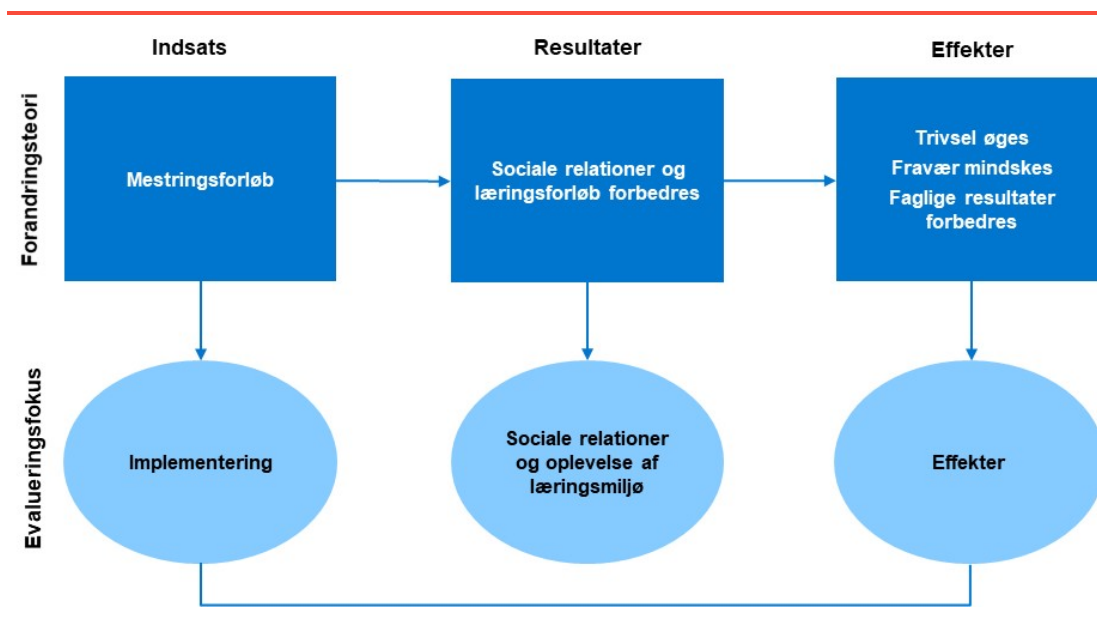 Indsats
Resultater
Effekter
Forandringsteori
Mestringsforløb
Sociale relationer og
læringsforløb forbedres
Trivsel øges
Fravær mindskes
Faglige resultater
forbedres
Evalueringsfokus
Implementering
Sociale relationer
og oplevelse af
læringsmiljø
Effekter